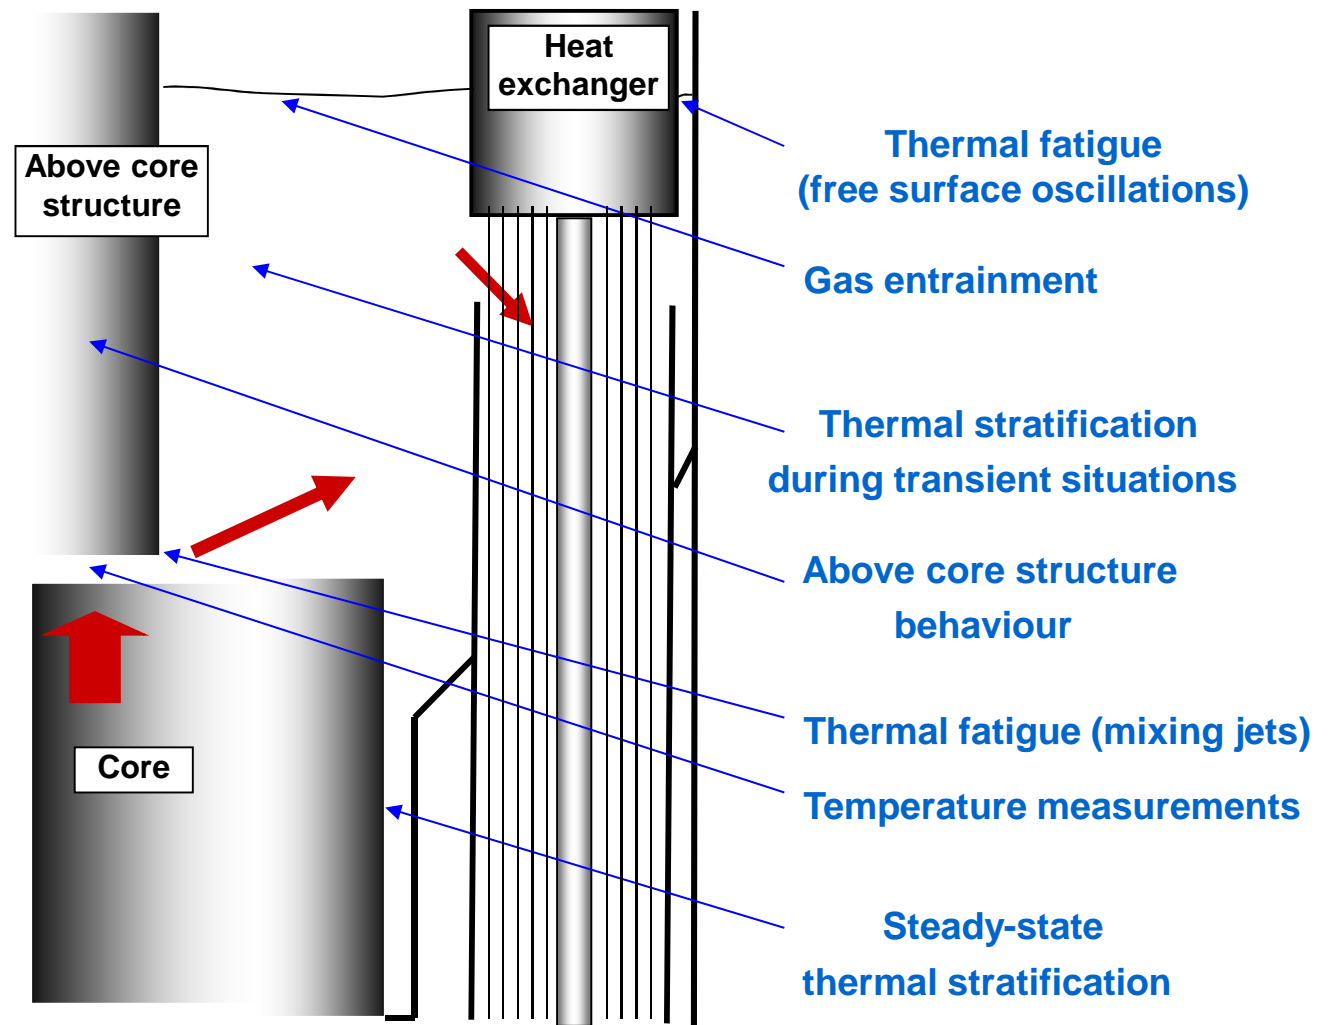 Heat
exchanger
Above core
structure
Thermal fatigue
(free surface oscillations)
Gas entrainment
Thermal stratification
during transient situations
Above core structure
behaviour
Thermal fatigue (mixing jets)
Core
Temperature measurements
Steady-state
thermal stratification